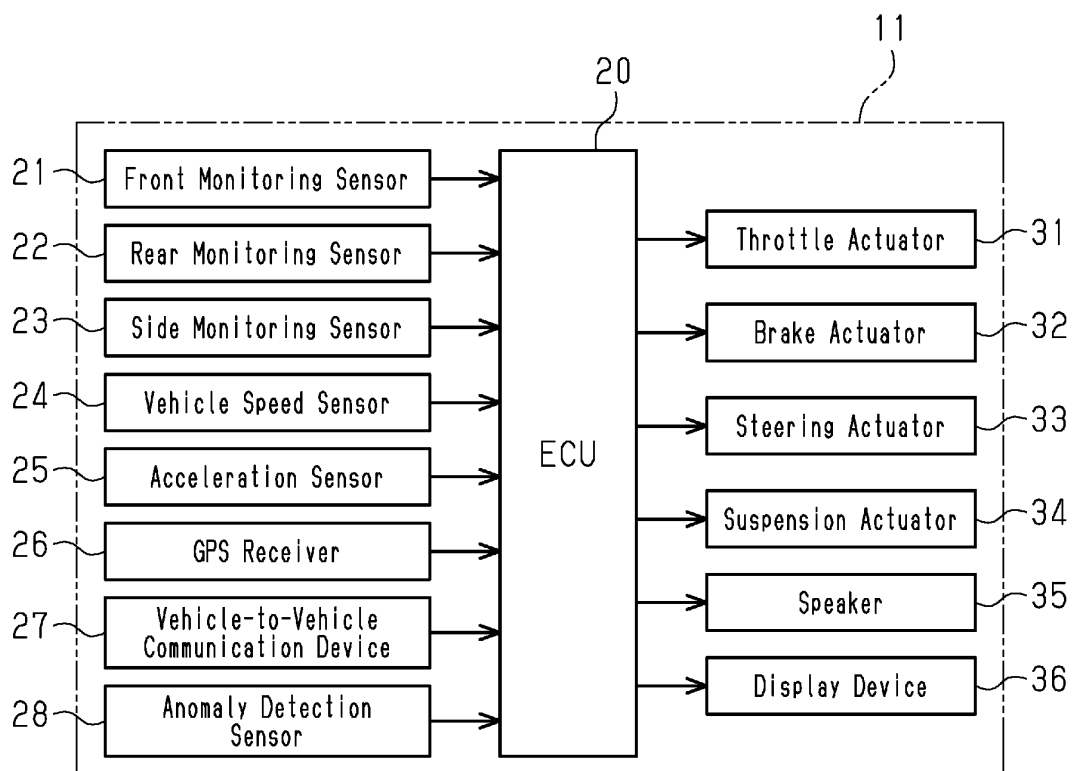 11
20
21
Front Monitoring Sensor
22
Rear Monitoring Sensor
23
Side Monitoring Sensor
24
Vehicle Speed Sensor
25
Acceleration Sensor
26
GPS Receiver
27
Vehicle-to-Vehicle
Communication Device
28
Anomaly Detection
Sensor
ECU
Throttle Actuator
31
Brake Actuator
32
Steering Actuator
33
Suspension Actuator
34
Speaker
35
Display Device
36